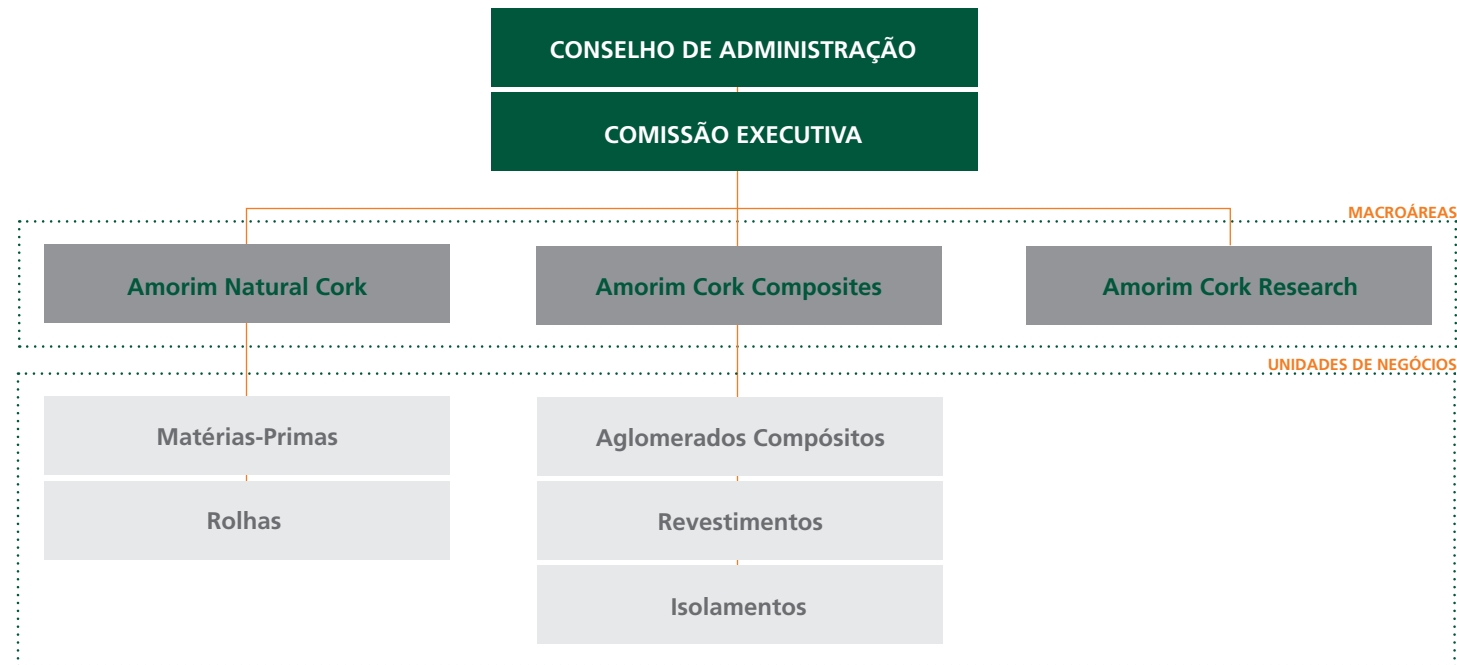 CONSELHO DE ADMINISTRAÇÃO
COMISSÃO EXECUTIVA
MACROÁREAS
Amorim Natural Cork
Amorim Cork Composites
Amorim Cork Research
UNIDADES DE NEGÓCIOS
Matérias-Primas
Aglomerados Compósitos
Rolhas
Revestimentos
Isolamentos